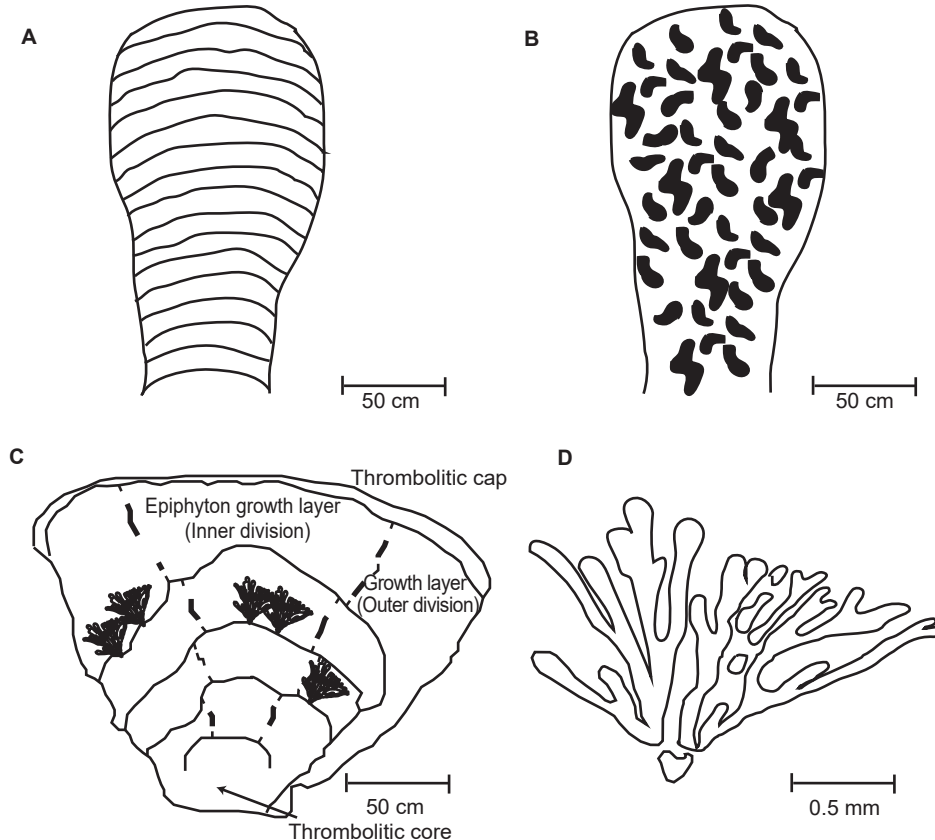 A
B
50 cm
50 cm
C
D
Thrombolitic cap
Epiphyton growth layer
(Inner division)
Growth layer
(Outer division)
50 cm
0.5 mm
Thrombolitic core